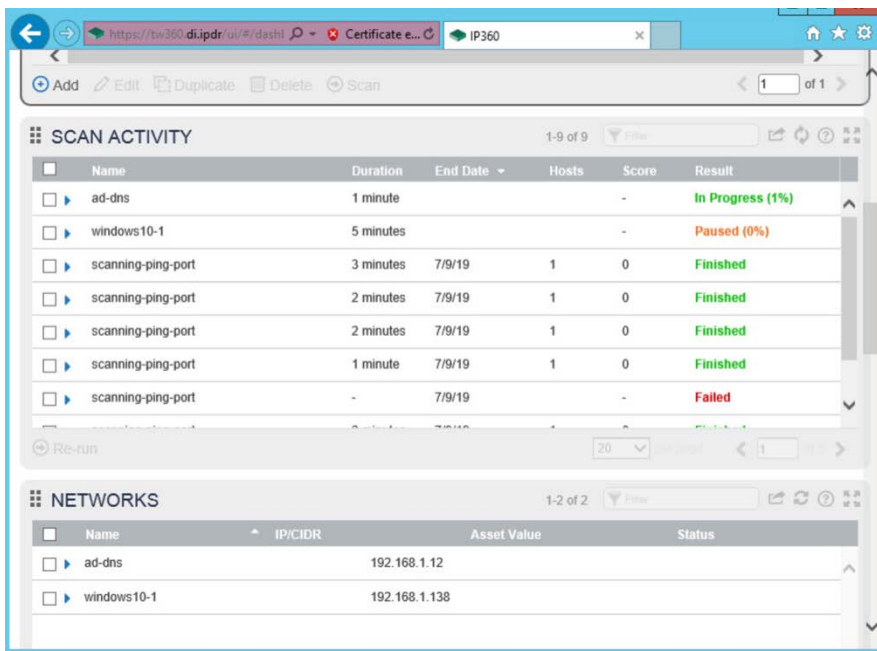 https://tw360.di.ipdr/ui/#/dashl Certificate e... IP360
Add Edit Duplicate Delete Scan 1 of 1
SCAN ACTIVITY 1-9 of 9 Filter
Name Duration End Date Hosts Score Result
ad-dns 1 minute - In Progress (1%)
windows10-1 5 minutes - Paused (0%)
scanning-ping-port 3 minutes 7/9/19 1 0 Finished
scanning-ping-port 2 minutes 7/9/19 1 0 Finished
scanning-ping-port 2 minutes 7/9/19 1 0 Finished
scanning-ping-port 1 minute 7/9/19 1 0 Finished
scanning-ping-port - 7/9/19 - Failed
Re-run 20 1
NETWORKS 1-2 of 2 Filter
Name IP/CIDR Asset Value Status
ad-dns 192.168.1.12
windows10-1 192.168.1.138